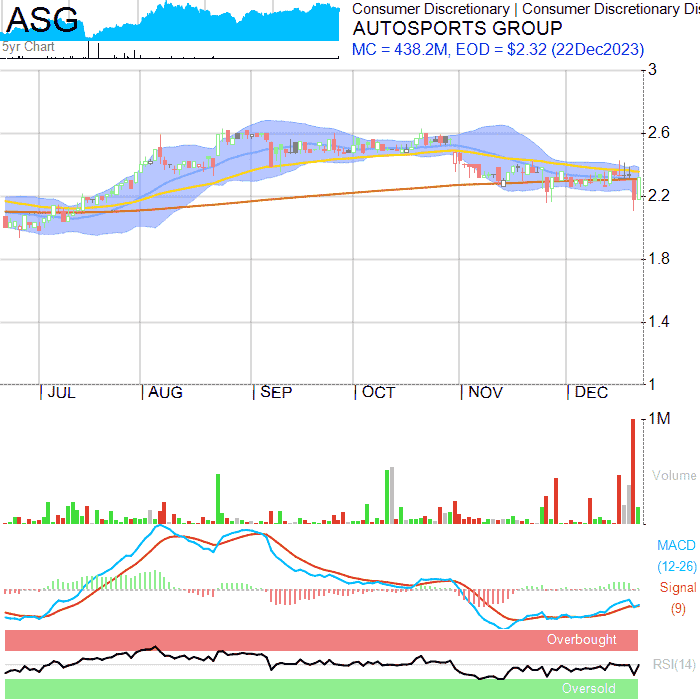 ASG
5yr Chart
Consumer Discretionary | Consumer Discretionary Dis
AUTOSPORTS GROUP
MC = 438.2M, EOD = $2.32 (22Dec2023)
3
2.6
2.2
1.8
1.4
1
| JUL | AUG | SEP | OCT | NOV | DEC
1M
Volume
MACD
(12-26)
Signal
(9)
Overbought
RSI(14)
Oversold